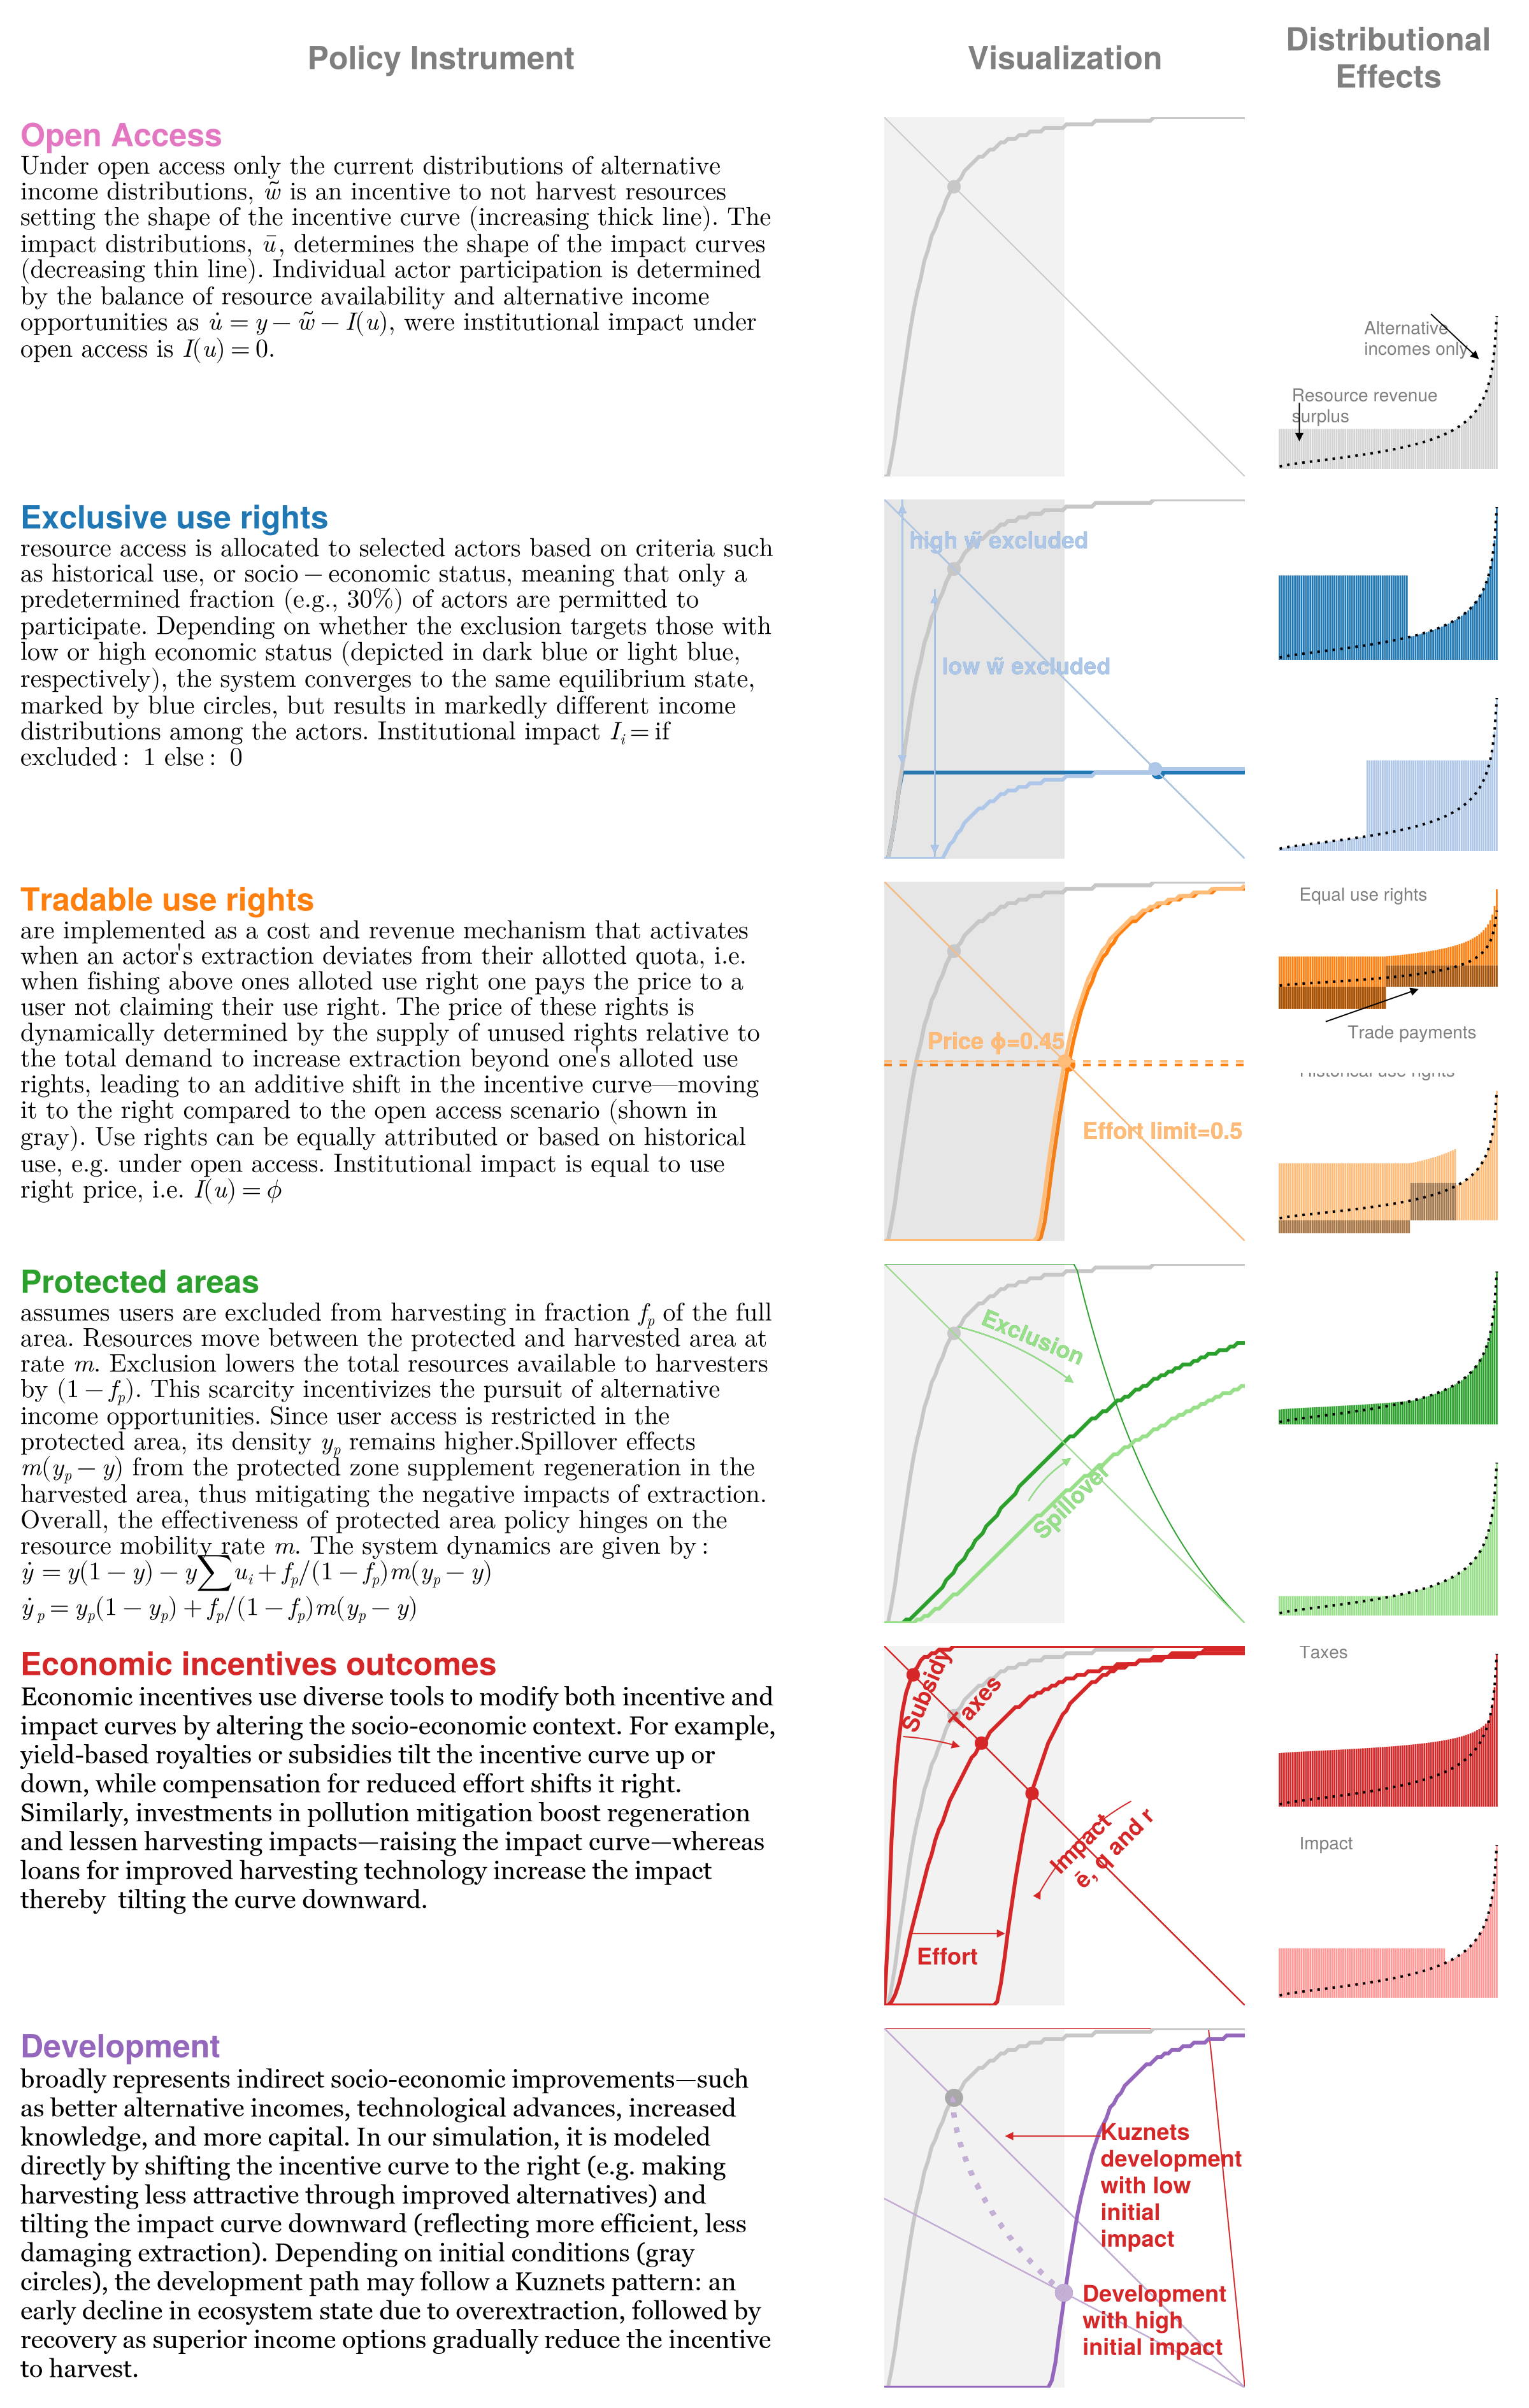 Policy Instrument
Visualization
Distributional
Effects
Open Access
Under open access only the current distributions of alternative
income distributions, w̃ is an incentive to not harvest resources
setting the shape of the incentive curve (increasing thick line). The
impact distributions, ū, determines the shape of the impact curves
(decreasing thin line). Individual actor participation is determined
by the balance of resource availability and alternative income
opportunities as u̇ = y − w̃ − I(u), were institutional impact under
open access is I(u) = 0.
Alternative
incomes only
Resource revenue
surplus
Exclusive use rights
resource access is allocated to selected actors based on criteria such
as historical use, or socio − economic status, meaning that only a
predetermined fraction (e.g., 30%) of actors are permitted to
participate. Depending on whether the exclusion targets those with
low or high economic status (depicted in dark blue or light blue,
respectively), the system converges to the same equilibrium state,
marked by blue circles, but results in markedly different income
distributions among the actors. Institutional impact Iᵢ = if
excluded : 1 else : 0
high w̃ excluded
low w̃ excluded
Tradable use rights
are implemented as a cost and revenue mechanism that activates
when an actor's extraction deviates from their allotted quota, i.e.
when fishing above ones alloted use right one pays the price to a
user not claiming their use right. The price of these rights is
dynamically determined by the supply of unused rights relative to
the total demand to increase extraction beyond one's alloted use
rights, leading to an additive shift in the incentive curve—moving
it to the right compared to the open access scenario (shown in
gray). Use rights can be equally attributed or based on historical
use, e.g. under open access. Institutional impact is equal to use
right price, i.e. I(u) = ϕ
Price ϕ=0.45
Effort limit=0.5
Equal use rights
Trade payments
Historical use rights
Protected areas
assumes users are excluded from harvesting in fraction f_p of the full
area. Resources move between the protected and harvested area at
rate m. Exclusion lowers the total resources available to harvesters
by (1 − f_p). This scarcity incentivizes the pursuit of alternative
income opportunities. Since user access is restricted in the
protected area, its density y_p remains higher.Spillover effects
m(y_p − y) from the protected zone supplement regeneration in the
harvested area, thus mitigating the negative impacts of extraction.
Overall, the effectiveness of protected area policy hinges on the
resource mobility rate m. The system dynamics are given by :
ẏ = y(1 − y) − y∑uᵢ + f_p/(1 − f_p)m(y_p − y)
ẏ_p = y_p(1 − y_p) + f_p/(1 − f_p)m(y_p − y)
Exclusion
Spillover
Economic incentives outcomes
Economic incentives use diverse tools to modify both incentive and
impact curves by altering the socio-economic context. For example,
yield-based royalties or subsidies tilt the incentive curve up or
down, while compensation for reduced effort shifts it right.
Similarly, investments in pollution mitigation boost regeneration
and lessen harvesting impacts—raising the impact curve—whereas
loans for improved harvesting technology increase the impact
thereby tilting the curve downward.
Subsidy
Taxes
Impact
ē, q and r
Effort
Taxes
Impact
Development
broadly represents indirect socio-economic improvements—such
as better alternative incomes, technological advances, increased
knowledge, and more capital. In our simulation, it is modeled
directly by shifting the incentive curve to the right (e.g. making
harvesting less attractive through improved alternatives) and
tilting the impact curve downward (reflecting more efficient, less
damaging extraction). Depending on initial conditions (gray
circles), the development path may follow a Kuznets pattern: an
early decline in ecosystem state due to overextraction, followed by
recovery as superior income options gradually reduce the incentive
to harvest.
Kuznets
development
with low
initial
impact
Development
with high
initial impact